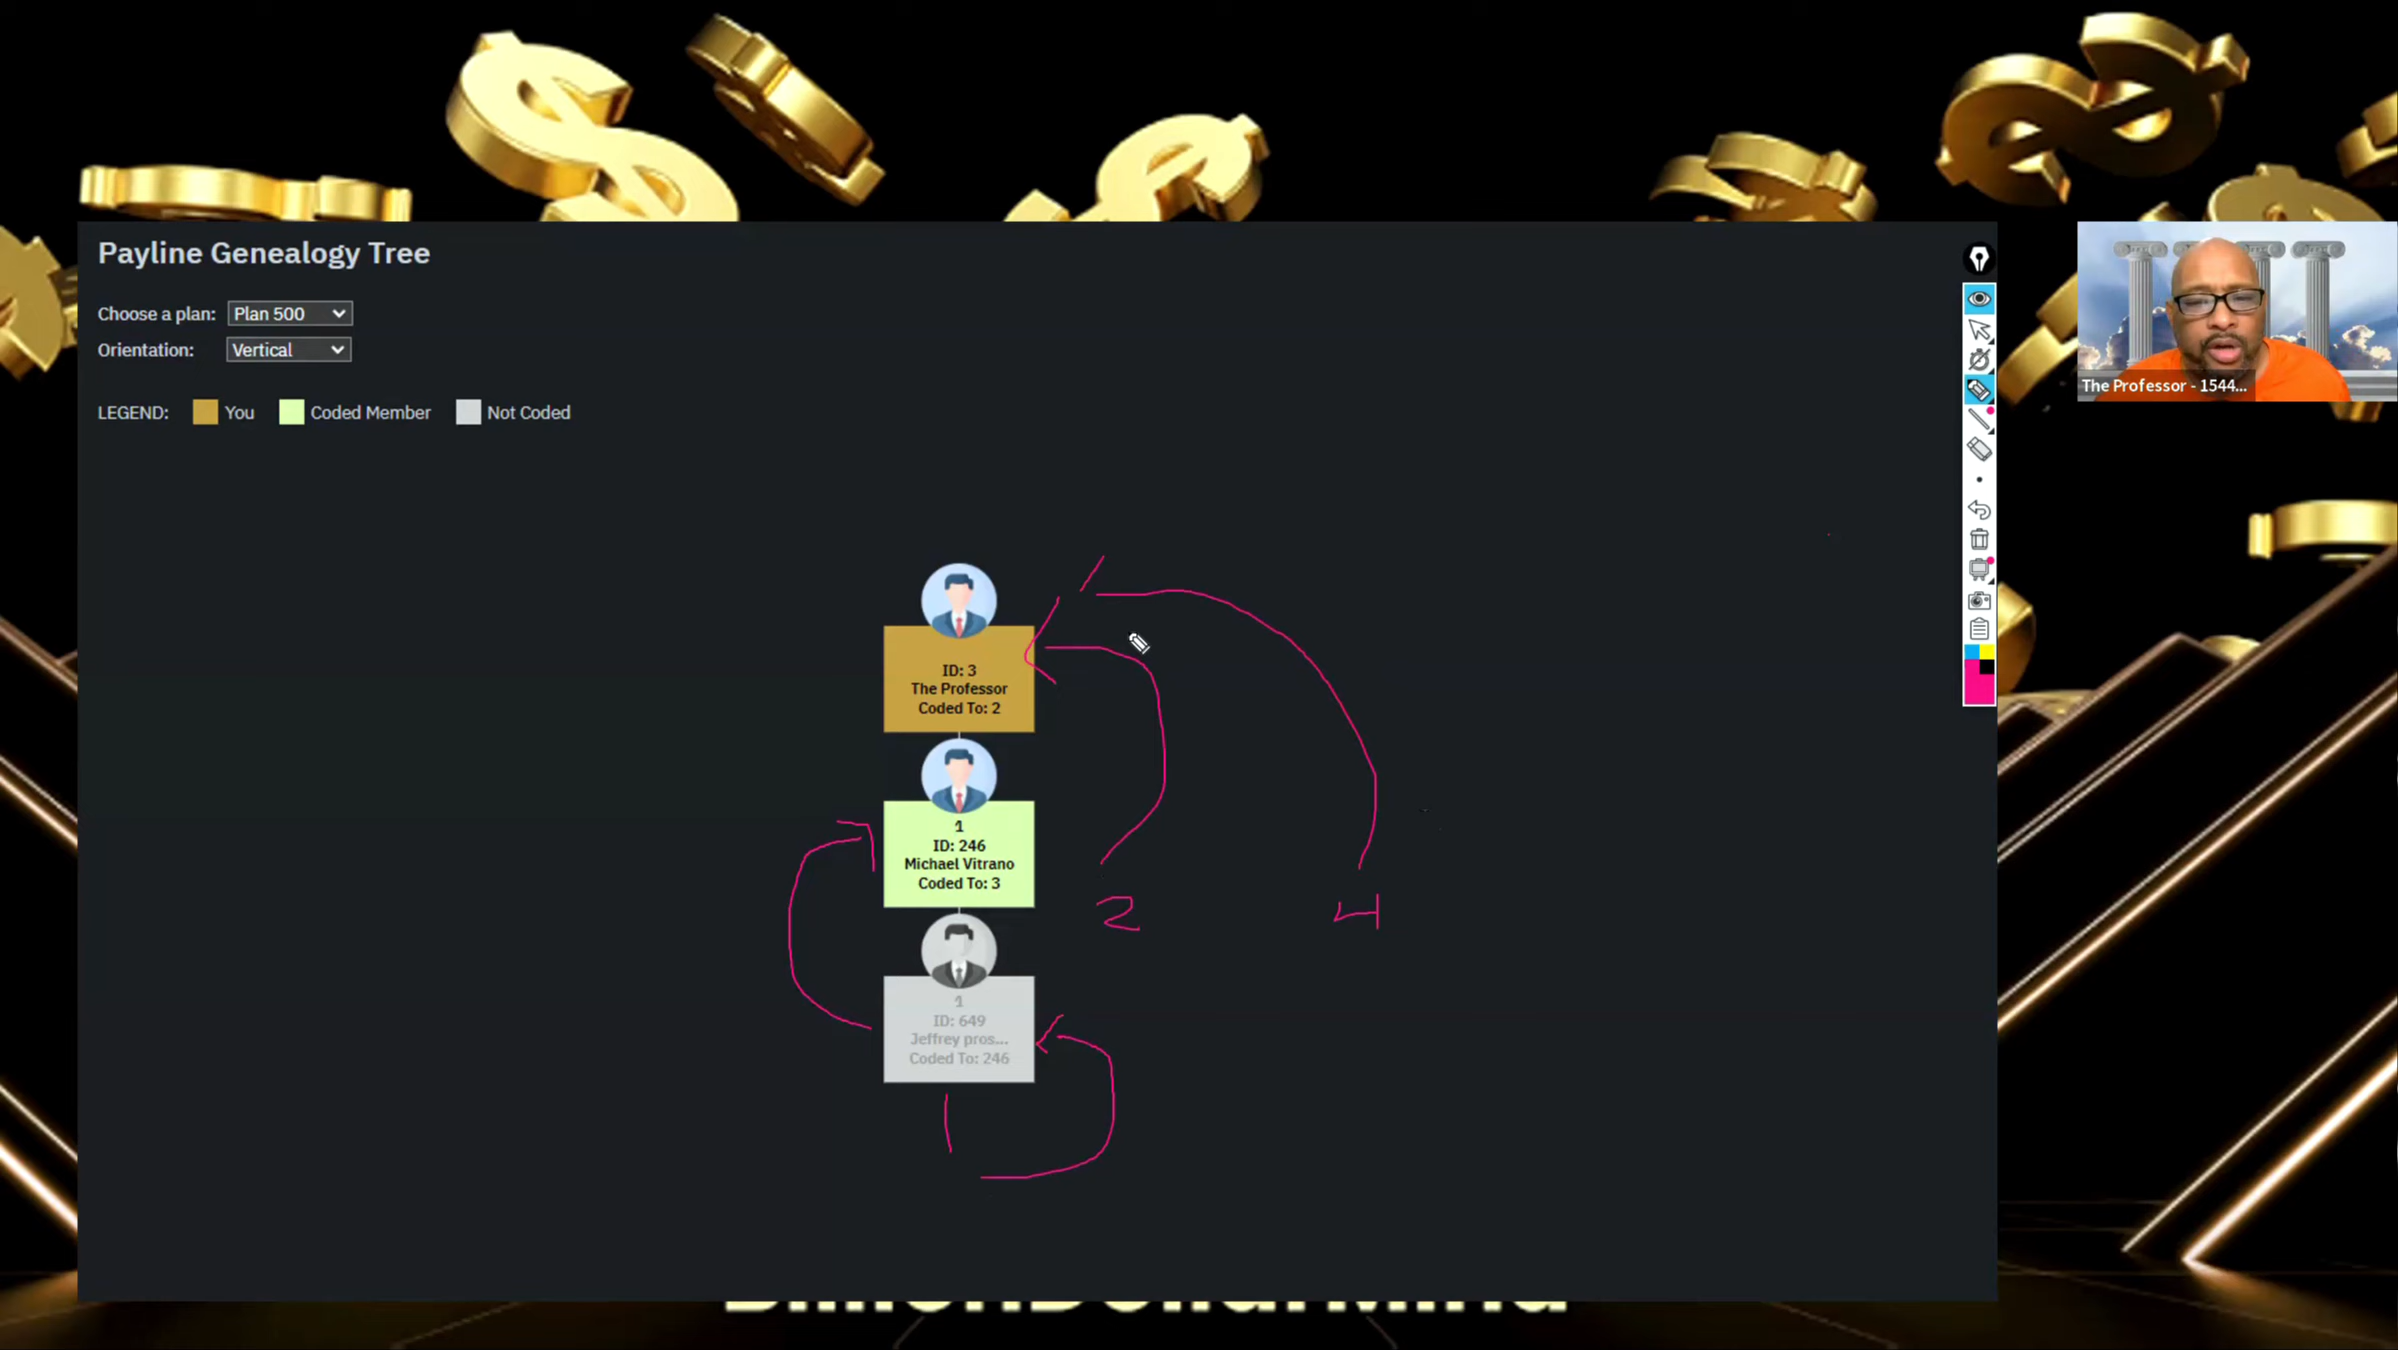 Payline Genealogy Tree
Choose a plan: Plan 500
Orientation: Vertical
LEGEND: You Coded Member Not Coded
The Professor - 1544...
ID: 3
The Professor
Coded To: 2
1
ID: 246
Michael Vitrano
Coded To: 3
2
4
1
ID: 649
Jeffrey pros...
Coded To: 246